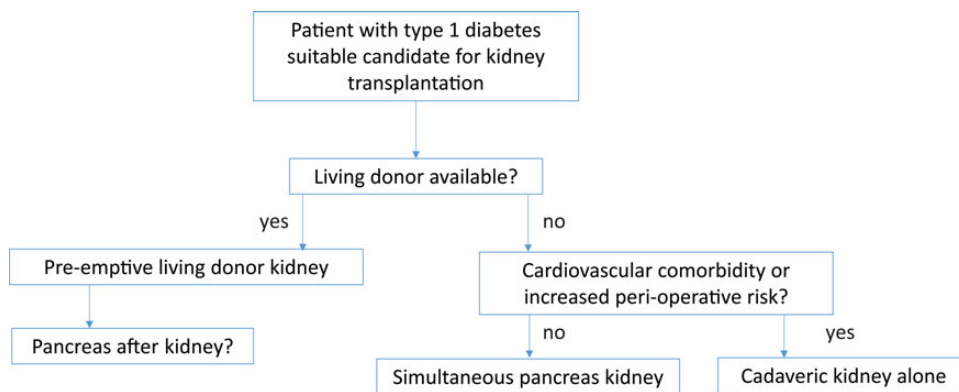 Patient with type 1 diabetes
suitable candidate for kidney
transplantation
Living donor available?
yes
no
Pre-emptive living donor kidney
Cardiovascular comorbidity or
increased peri-operative risk?
Pancreas after kidney?
no
yes
Simultaneous pancreas kidney
Cadaveric kidney alone